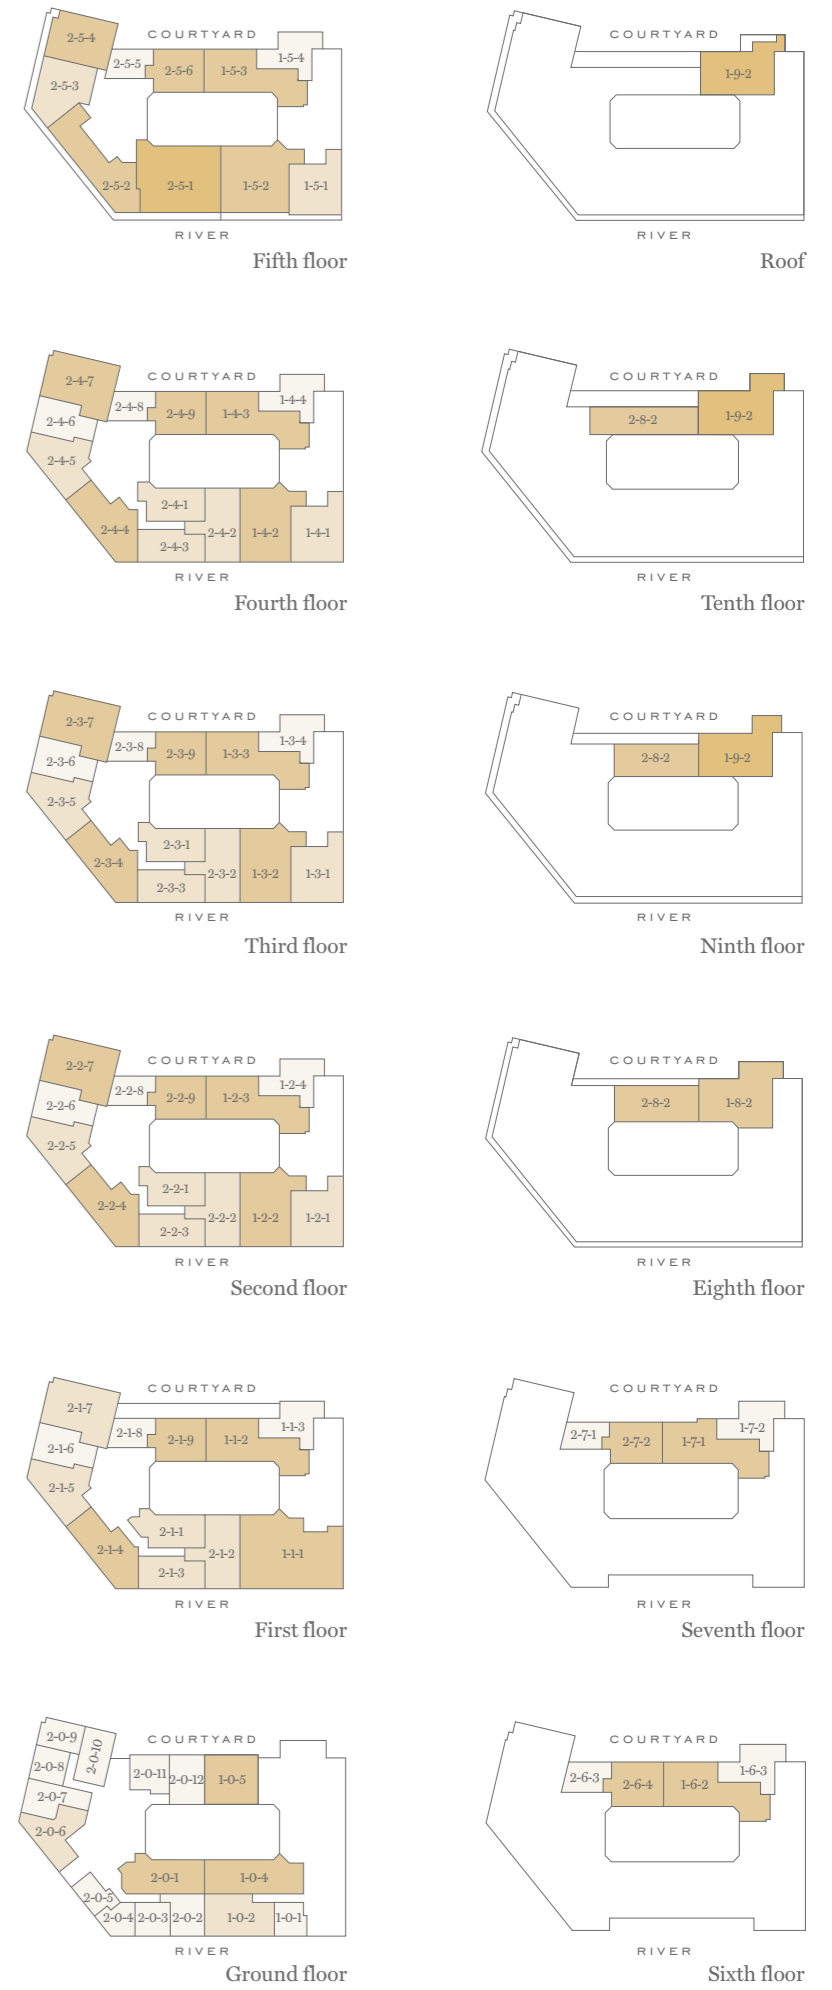 COURTYARD
2-5-4
2-5-5
2-5-6
1-5-3
1-5-4
2-5-3
2-5-2
2-5-1
1-5-2
1-5-1
RIVER
Fifth floor
COURTYARD
1-9-2
RIVER
Roof
COURTYARD
2-4-7
2-4-8
2-4-9
1-4-3
1-4-4
2-4-6
2-4-5
2-4-1
2-4-4
2-4-3
2-4-2
1-4-2
1-4-1
RIVER
Fourth floor
COURTYARD
2-8-2
1-9-2
RIVER
Tenth floor
COURTYARD
2-3-7
2-3-8
2-3-9
1-3-3
1-3-4
2-3-6
2-3-5
2-3-1
2-3-4
2-3-3
2-3-2
1-3-2
1-3-1
RIVER
Third floor
COURTYARD
2-8-2
1-9-2
RIVER
Ninth floor
COURTYARD
2-2-7
2-2-8
2-2-9
1-2-3
1-2-4
2-2-6
2-2-5
2-2-1
2-2-4
2-2-3
2-2-2
1-2-2
1-2-1
RIVER
Second floor
COURTYARD
2-8-2
1-8-2
RIVER
Eighth floor
COURTYARD
2-1-7
2-1-8
2-1-9
1-1-2
1-1-3
2-1-6
2-1-5
2-1-1
2-1-4
2-1-3
2-1-2
1-1-1
RIVER
First floor
COURTYARD
2-7-1
2-7-2
1-7-1
1-7-2
RIVER
Seventh floor
COURTYARD
2-0-9
2-0-10
2-0-8
2-0-11
2-0-12
1-0-5
2-0-7
2-0-6
2-0-1
1-0-4
2-0-5
2-0-4
2-0-3
2-0-2
1-0-2
1-0-1
RIVER
Ground floor
COURTYARD
2-6-3
2-6-4
1-6-2
1-6-3
RIVER
Sixth floor